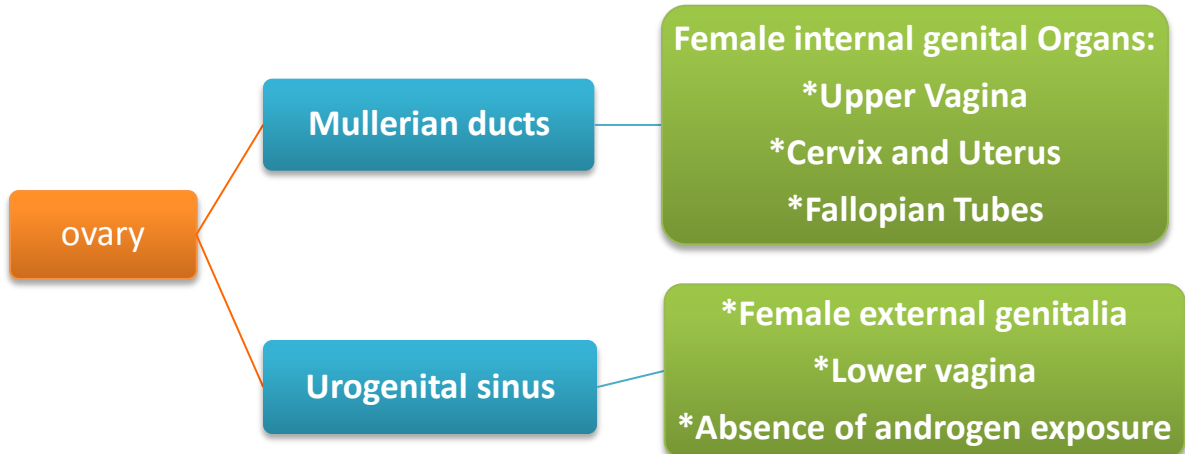 ovary
Mullerian ducts
Female internal genital Organs:
*Upper Vagina
*Cervix and Uterus
*Fallopian Tubes
Urogenital sinus
*Female external genitalia
*Lower vagina
*Absence of androgen exposure